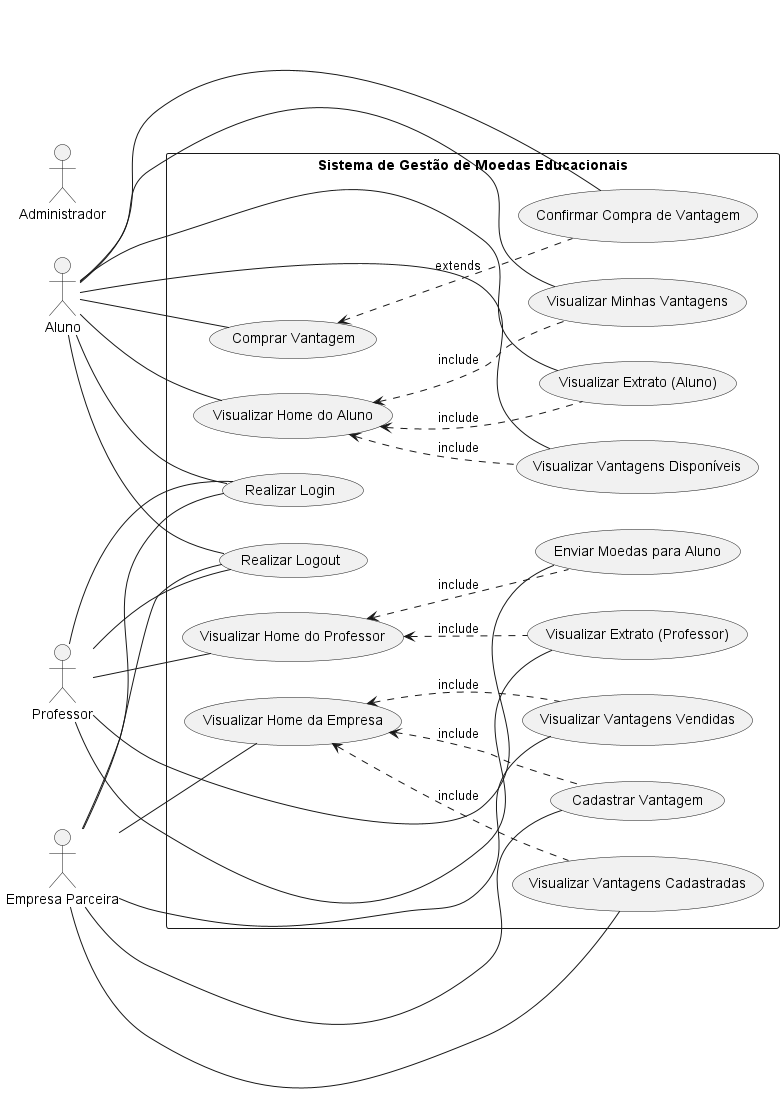 Sistema de Gestão de Moedas Educacionais
Administrador
Confirmar Compra de Vantagem
extends
Visualizar Minhas Vantagens
Aluno
Comprar Vantagem
include
Visualizar Extrato (Aluno)
Visualizar Home do Aluno
include
include
Visualizar Vantagens Disponíveis
Realizar Login
Enviar Moedas para Aluno
Realizar Logout
include
include
Visualizar Extrato (Professor)
Visualizar Home do Professor
include
Professor
Visualizar Home da Empresa
Visualizar Vantagens Vendidas
include
include
Cadastrar Vantagem
Visualizar Vantagens Cadastradas
Empresa Parceira